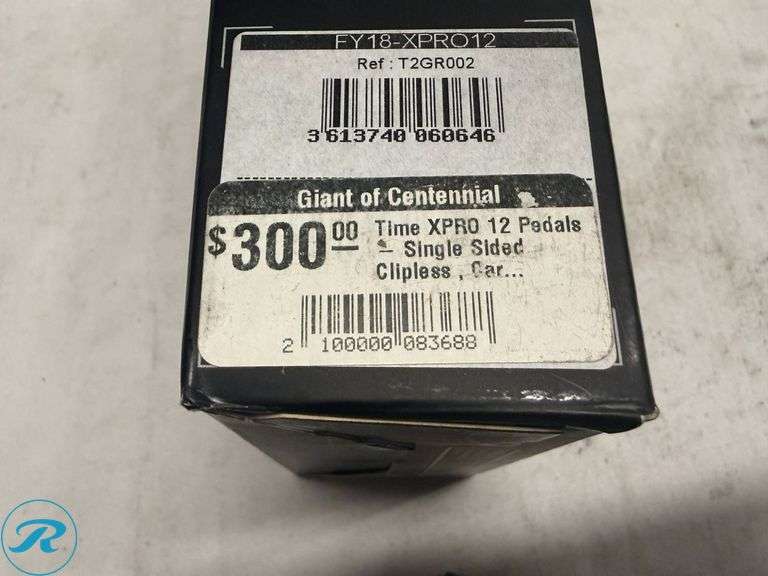 FY18-XPRO12
Ref : T2GR002
3 613740 060646
Giant of Centennial
$300.00 Time XPRO 12 Pedals
- Single Sided
Clipless , Car...
2 100000 083688
R